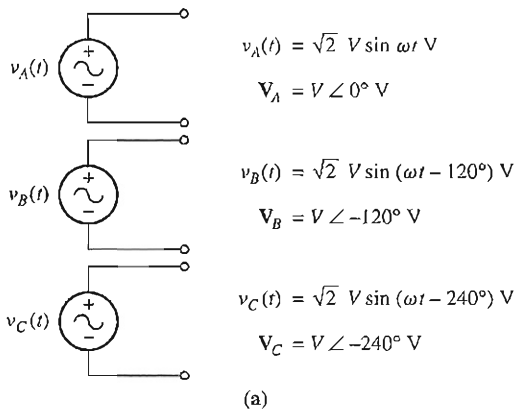 v_A(t)
+
−
v_A(t) = √2 V sin ωt V
V_A = V ∠ 0° V
v_B(t)
+
−
v_B(t) = √2 V sin (ωt – 120°) V
V_B = V ∠ –120° V
v_C(t)
+
−
v_C(t) = √2 V sin (ωt – 240°) V
V_C = V ∠ –240° V
(a)